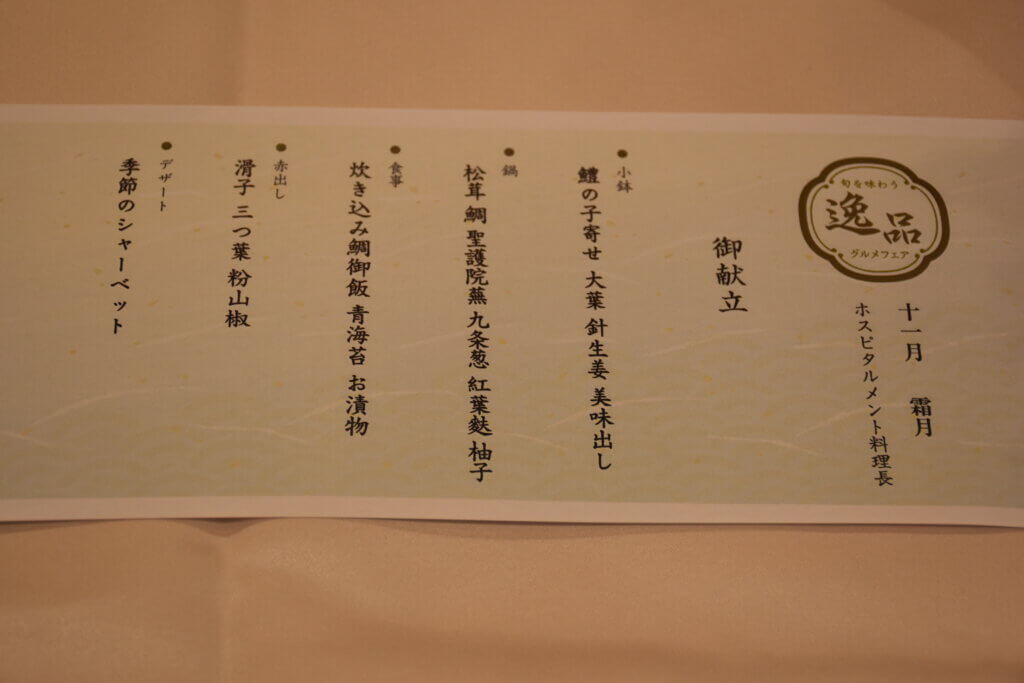 旬を味わう
逸品
グルメフェア
十一月 霜月
ホスピタルメント料理長
御献立
小鉢
鱧の子寄せ 大葉 針生姜 美味出し
鍋
松茸 鯛 聖護院蕪 九条葱 紅葉麩 柚子
食事
炊き込み鯛御飯 青海苔 お漬物
赤出し
滑子 三つ葉 粉山椒
デザート
季節のシャーベット